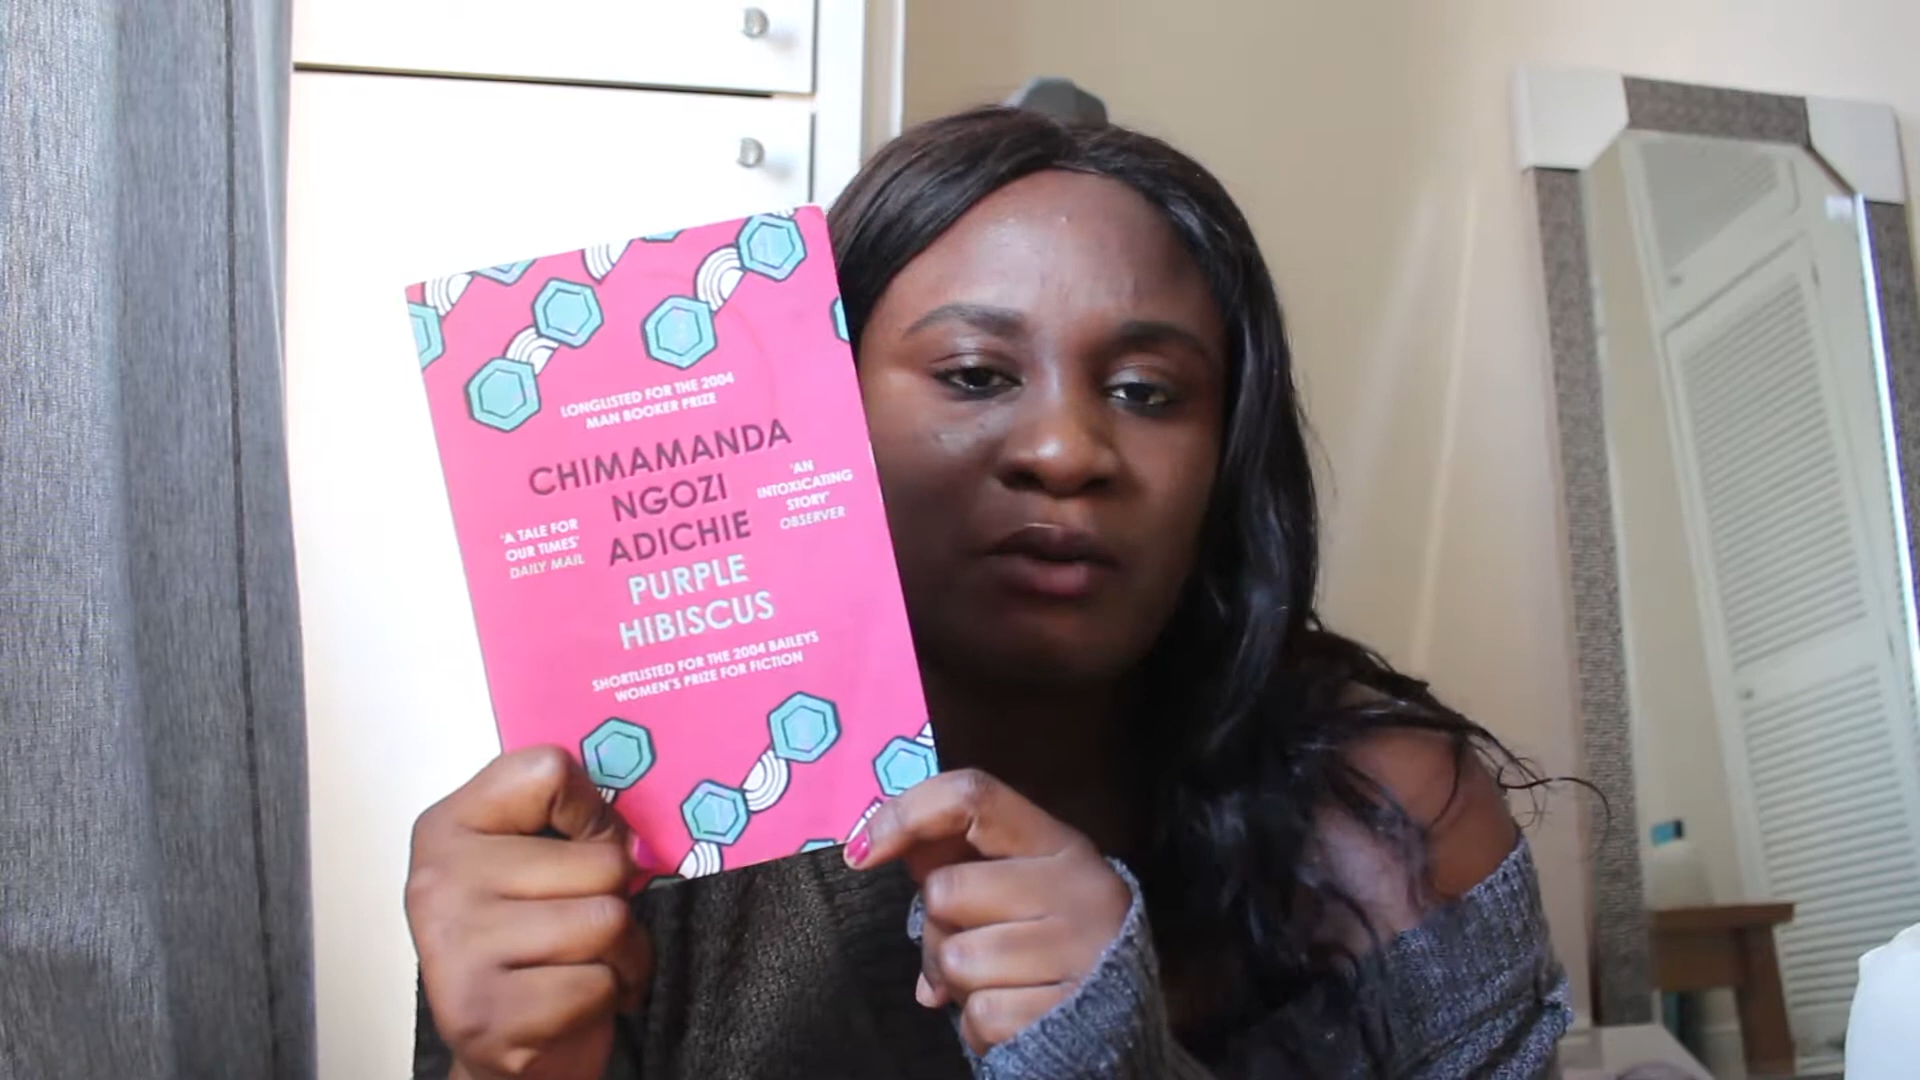 LONGLISTED FOR THE 2004
MAN BOOKER PRIZE
CHIMAMANDA
NGOZI
ADICHIE
'A TALE FOR
OUR TIMES'
DAILY MAIL
'AN
INTOXICATING
STORY'
OBSERVER
PURPLE
HIBISCUS
SHORTLISTED FOR THE 2004 BAILEYS
WOMEN'S PRIZE FOR FICTION